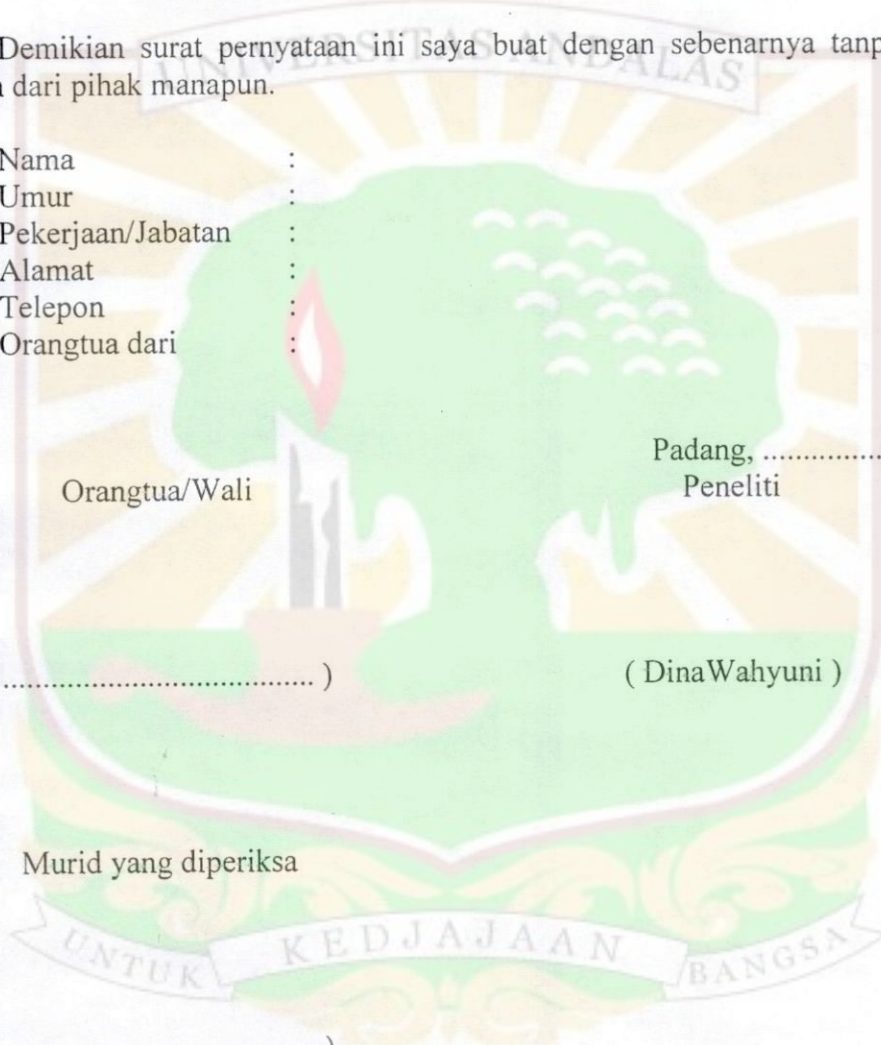 Demikian surat pernyataan ini saya buat dengan sebenarnya
dari pihak manapun.
UNIVERSITAS ANDALAS
Nama :
Umur :
Pekerjaan/Jabatan :
Alamat :
Telepon :
Orangtua dari :
Padang, ...............
Orangtua/Wali Peneliti
........................................ ) ( DinaWahyuni )
Murid yang diperiksa
UNTUK KEDJAJAAN BANGSA
)